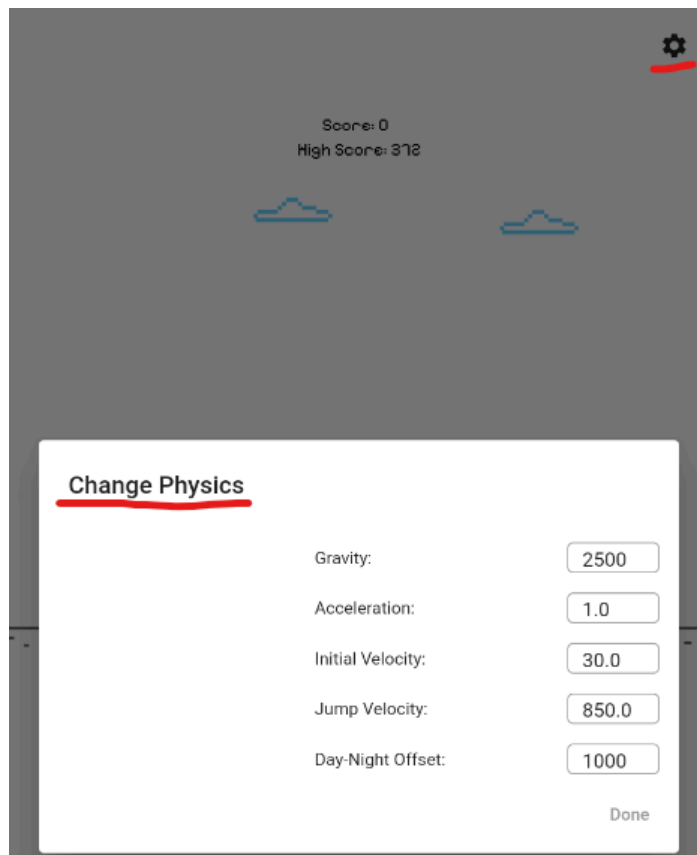 Score: 0
High Score: 372
Change Physics
Gravity: 2500
Acceleration: 1.0
Initial Velocity: 30.0
Jump Velocity: 850.0
Day-Night Offset: 1000
Done